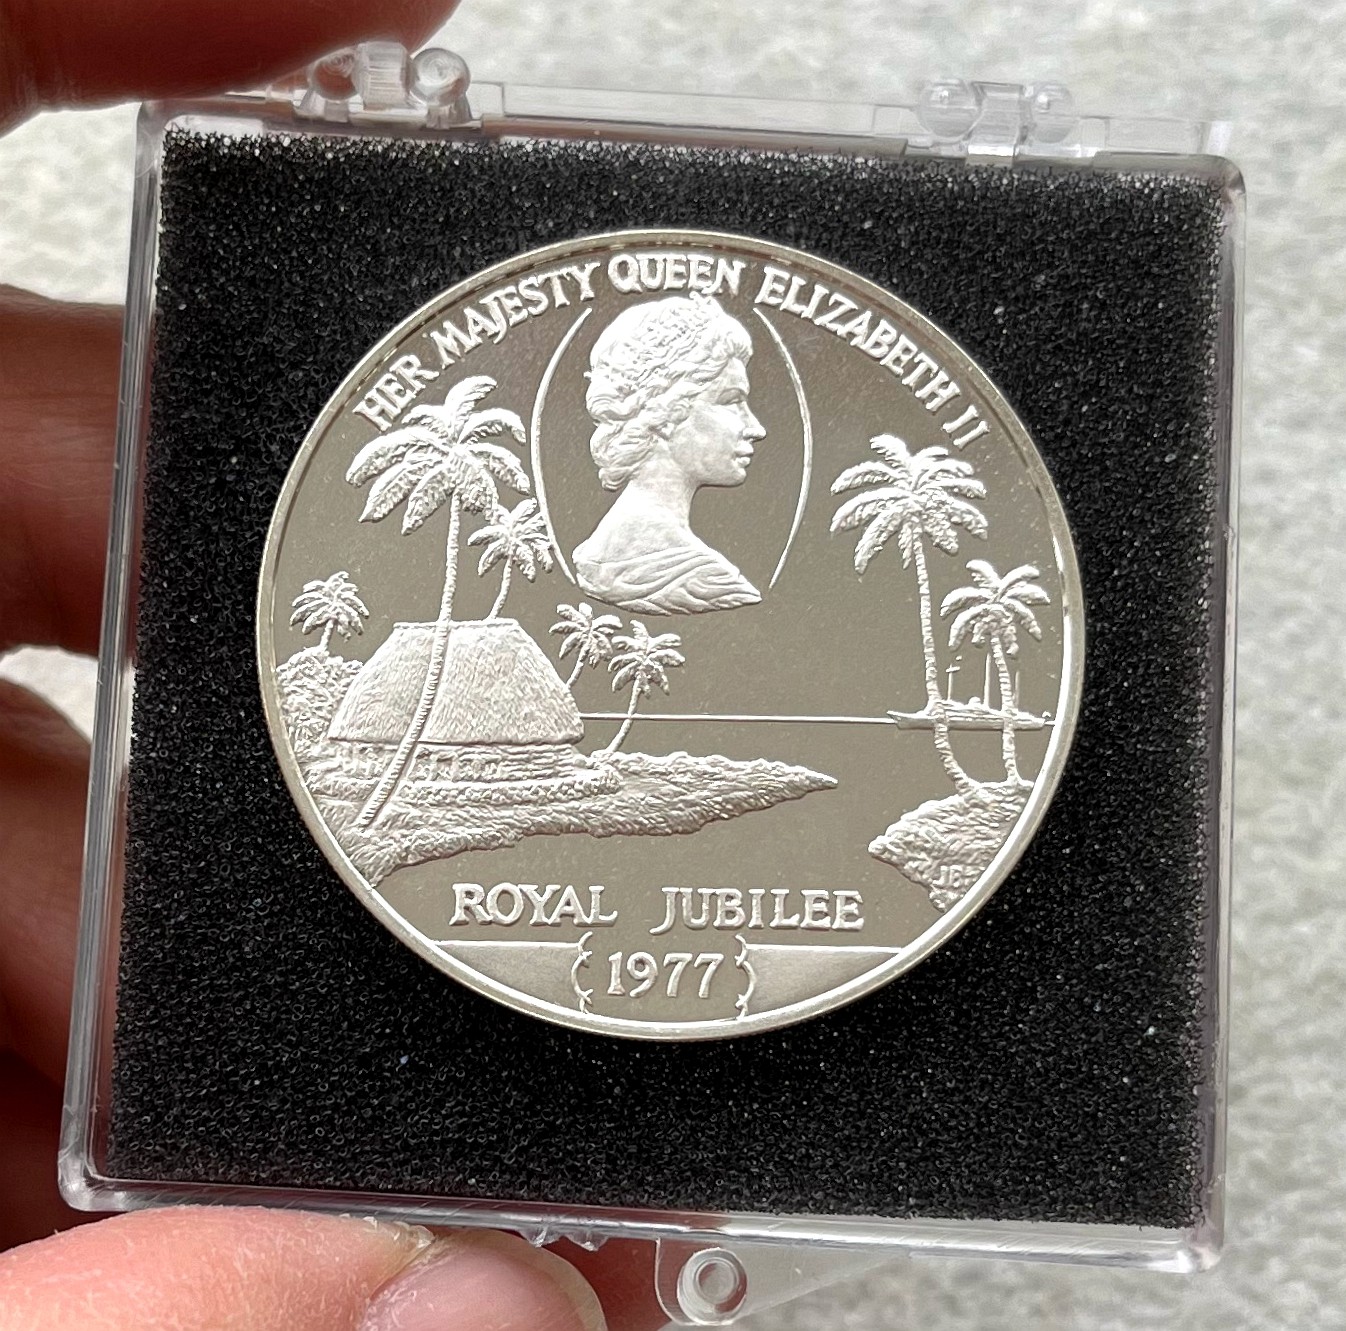 HER MAJESTY QUEEN ELIZABETH II
ROYAL JUBILEE
1977